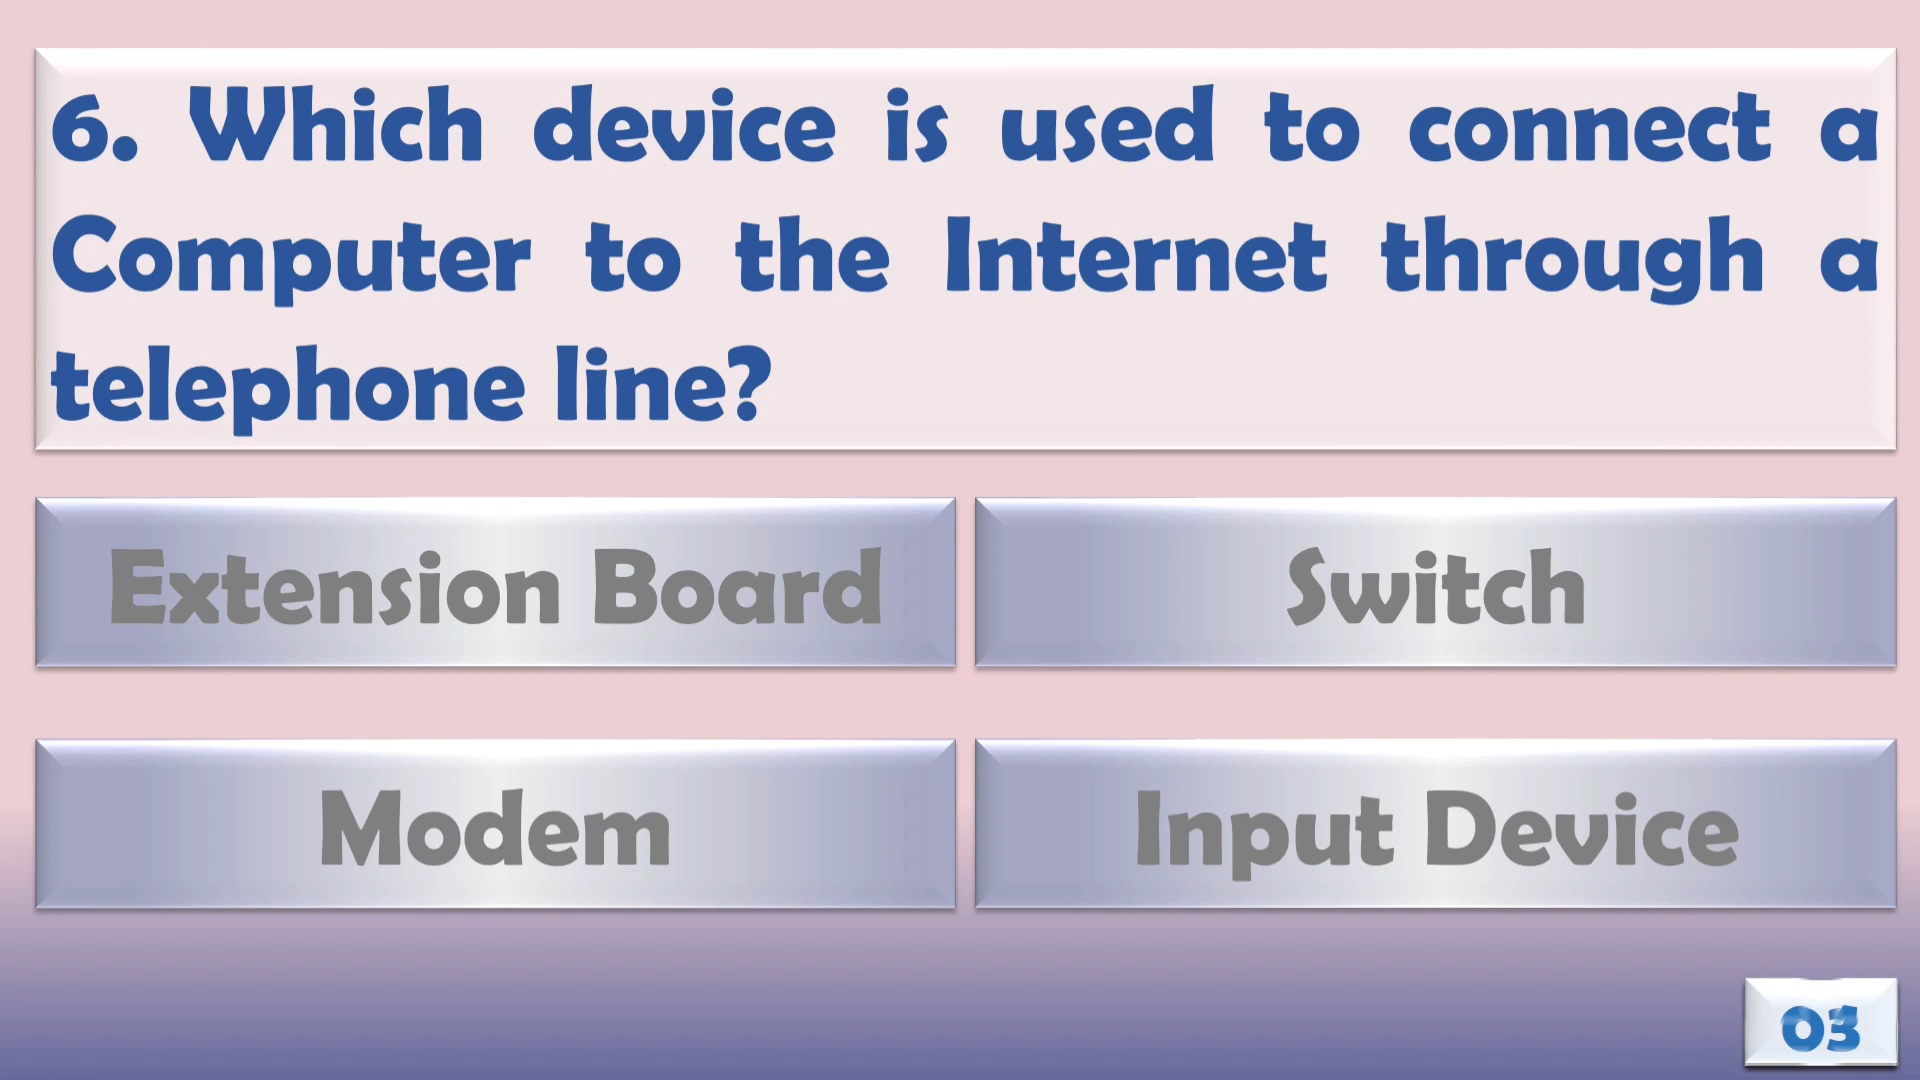 6. Which device is used to connect a
Computer to the Internet through a
telephone line?
Extension Board
Switch
Modem
Input Device
03